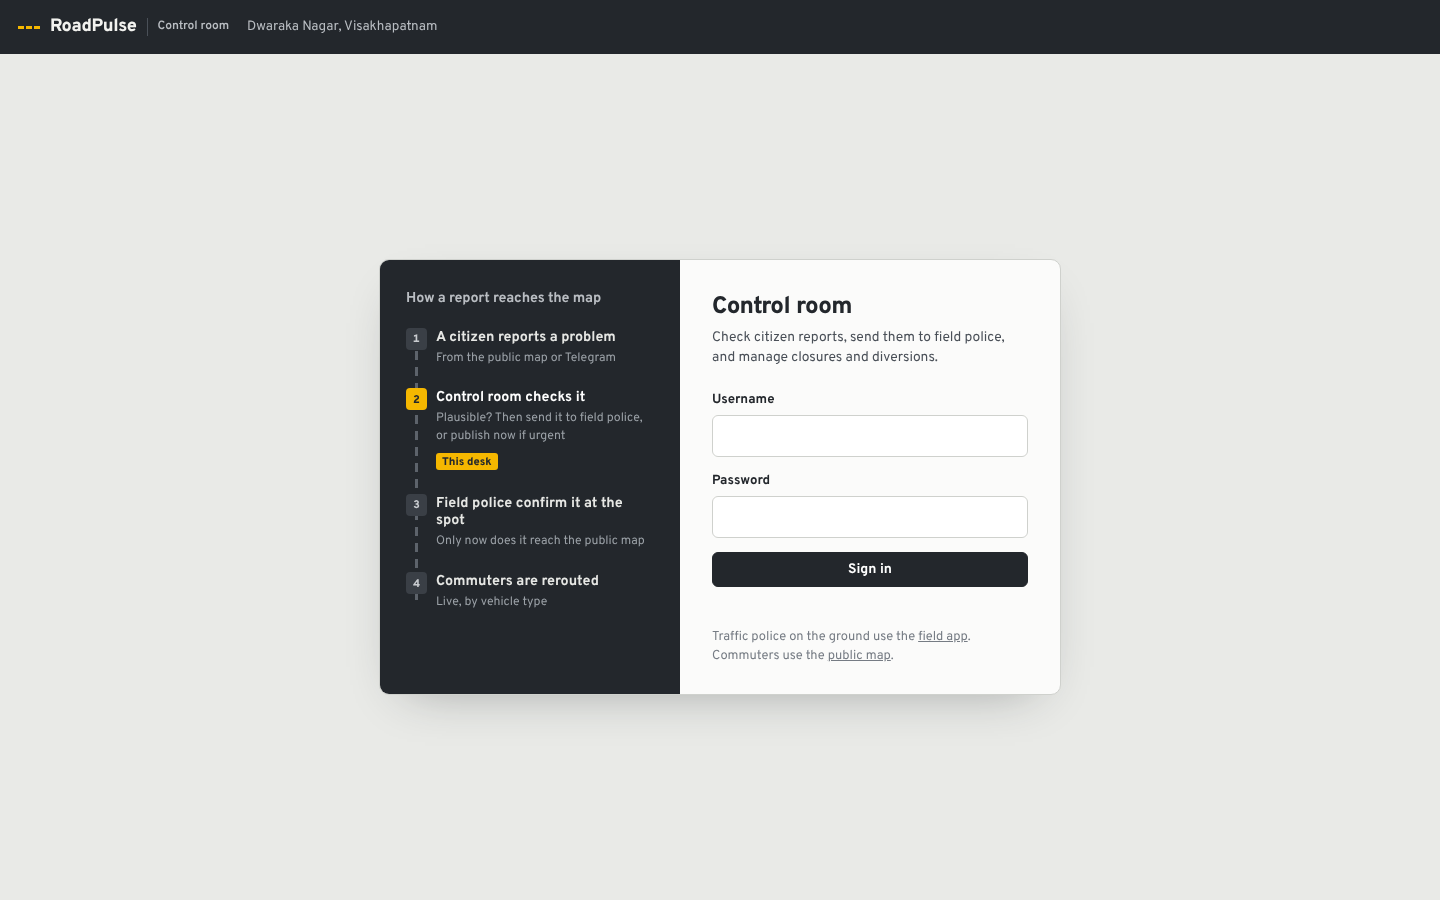 RoadPulse
Control room
Dwaraka Nagar, Visakhapatnam
How a report reaches the map
1
A citizen reports a problem
From the public map or Telegram
2
Control room checks it
Plausible? Then send it to field police,
or publish now if urgent
This desk
3
Field police confirm it at the
spot
Only now does it reach the public map
4
Commuters are rerouted
Live, by vehicle type
Control room
Check citizen reports, send them to field police,
and manage closures and diversions.
Username
Password
Sign in
Traffic police on the ground use the field app.
Commuters use the public map.